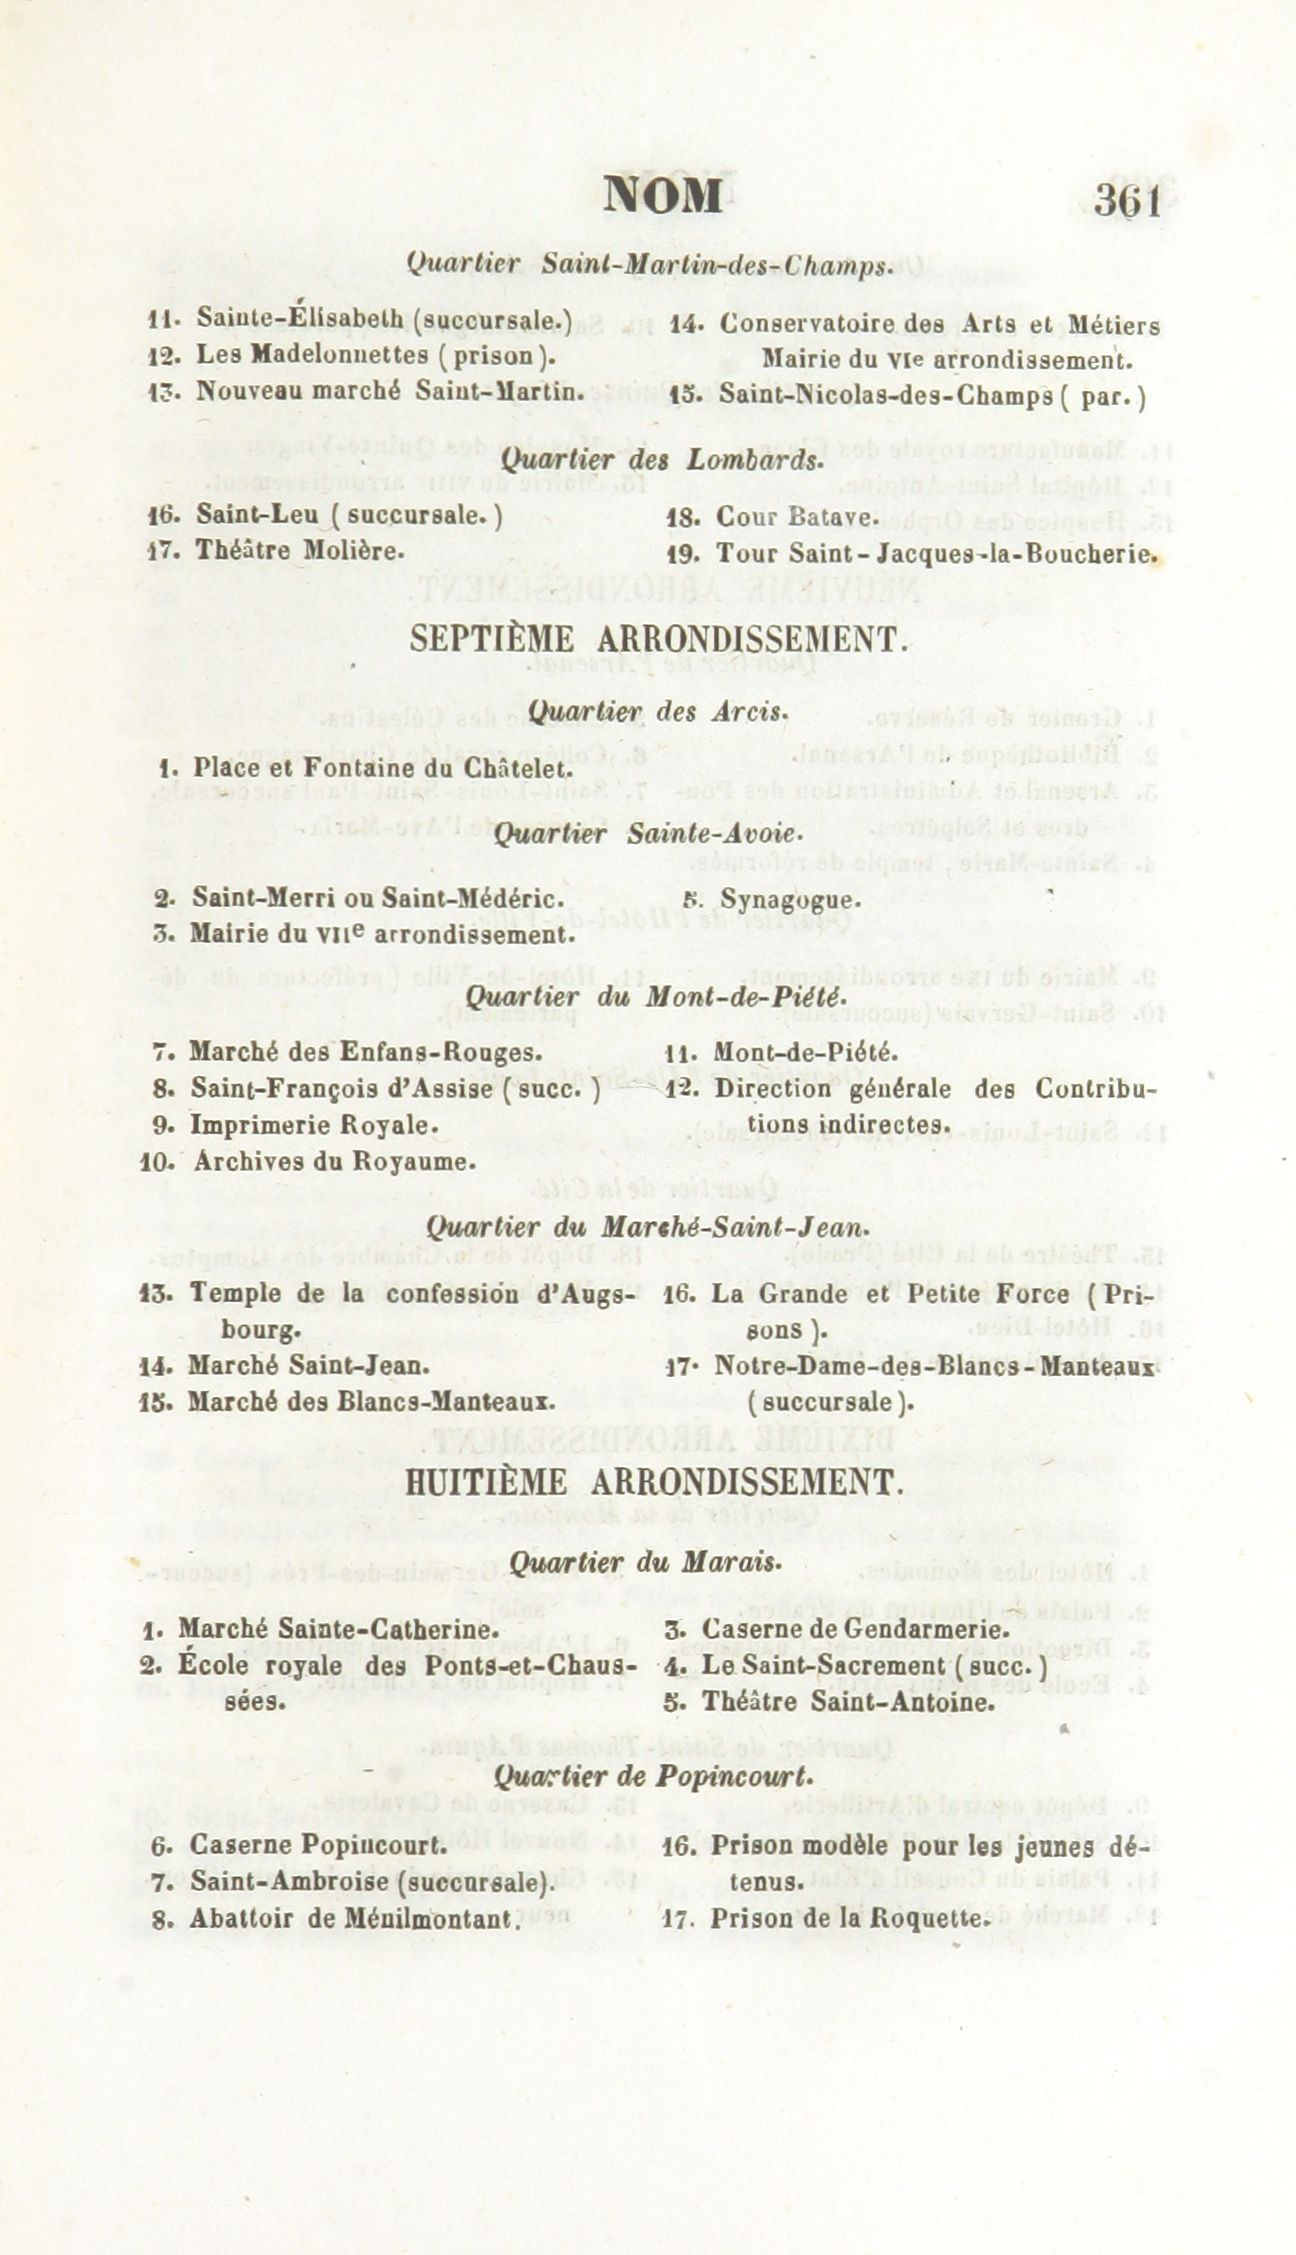 NOM
361
Quartier Saint-Martin-des-Champs.
11. Sainte-Élisabeth (succursale.)
12. Les Madelonnettes (prison).
13. Nouveau marché Saint-Martin.
14. Conservatoire des Arts et Métiers
Mairie du VIe arrondissement.
15. Saint-Nicolas-des-Champs (par.)
Quartier des Lombards.
16. Saint-Leu (succursale.)
17. Théâtre Molière.
18. Cour Batave.
19. Tour Saint-Jacques-la-Boucherie.
SEPTIÈME ARRONDISSEMENT.
Quartier des Arcis.
1. Place et Fontaine du Châtelet.
Quartier Sainte-Avoie.
2. Saint-Merri ou Saint-Médéric.
3. Mairie du VIIe arrondissement.
5. Synagogue.
Quartier du Mont-de-Piété.
7. Marché des Enfans-Rouges.
8. Saint-François d'Assise (succ.)
9. Imprimerie Royale.
10. Archives du Royaume.
11. Mont-de-Piété.
12. Direction générale des Contribu-
tions indirectes.
Quartier du Marché-Saint-Jean.
13. Temple de la confession d'Augs-
bourg.
14. Marché Saint-Jean.
15. Marché des Blancs-Manteaux.
16. La Grande et Petite Force (Pri-
sons).
17. Notre-Dame-des-Blancs-Manteaux
(succursale).
HUITIÈME ARRONDISSEMENT.
Quartier du Marais.
1. Marché Sainte-Catherine.
2. École royale des Ponts-et-Chaus-
sées.
3. Caserne de Gendarmerie.
4. Le Saint-Sacrement (succ.)
5. Théâtre Saint-Antoine.
Quartier de Popincourt.
6. Caserne Popincourt.
7. Saint-Ambroise (succursale).
8. Abattoir de Ménilmontant.
16. Prison modèle pour les jeunes dé-
tenus.
17. Prison de la Roquette.